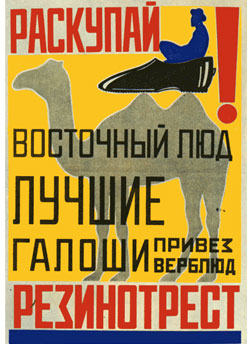 РАСКУПАЙ!
ВОСТОЧНЫЙ ЛЮД
ЛУЧШИЕ
ГАЛОШИ ПРИВЕЗ
ВЕРБЛЮД
РЕЗИНОТРЕСТ